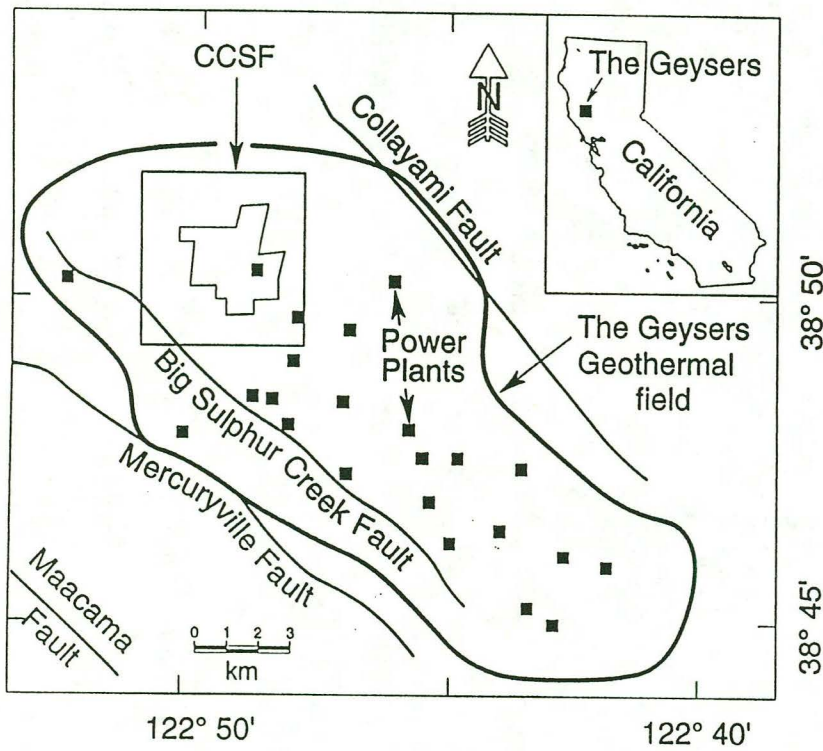 CCSF
N
The Geysers
California
Collayami Fault
38° 50'
Power
Plants
The Geysers
Geothermal
field
Big Sulphur Creek Fault
Mercuryville Fault
Maacama
Fault
0 1 2 3
km
38° 45'
122° 50'
122° 40'